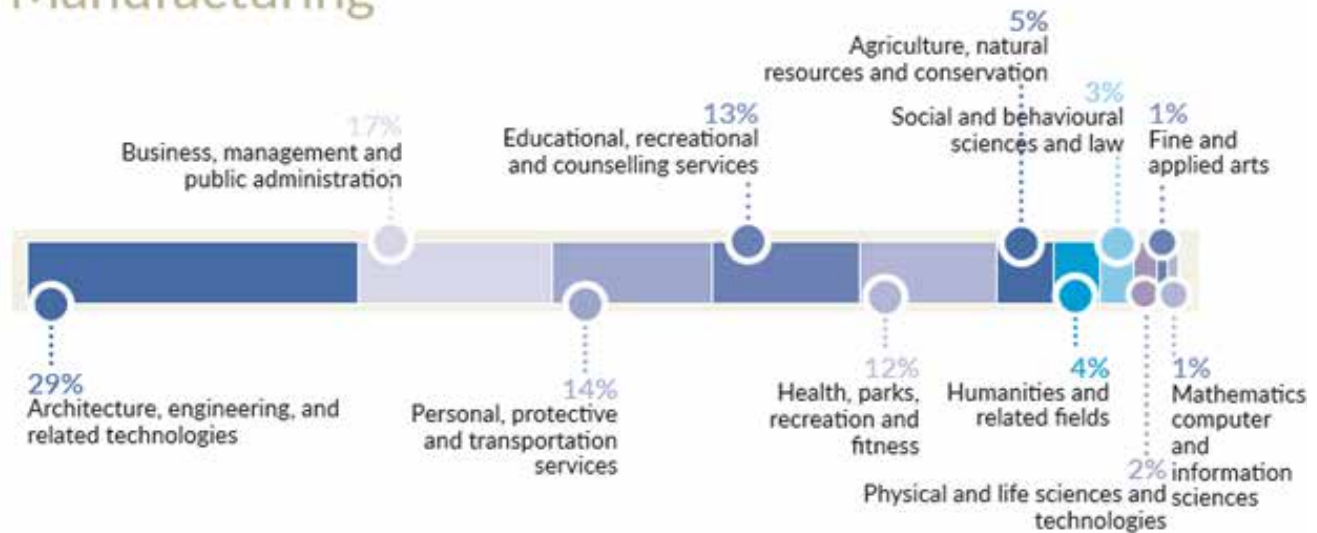 Manufacturing
5%
Agriculture, natural
resources and conservation
3%
Social and behavioural
sciences and law
1%
Fine and
applied arts
13%
Educational, recreational
and counselling services
17%
Business, management and
public administration
29%
Architecture, engineering, and
related technologies
14%
Personal, protective
and transportation
services
12%
Health, parks,
recreation and
fitness
4%
Humanities and
related fields
1%
Mathematics
computer
and
information
sciences
2%
Physical and life sciences and
technologies